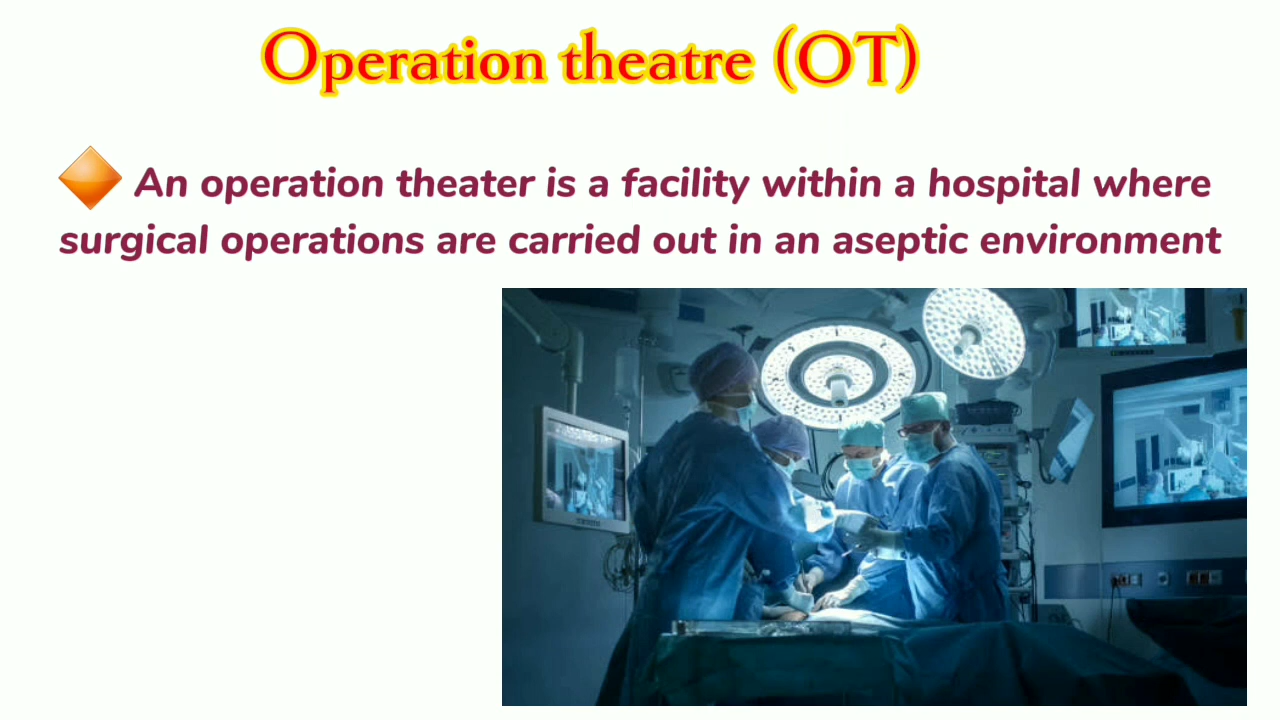 Operation theatre (OT)
An operation theater is a facility within a hospital where
surgical operations are carried out in an aseptic environment